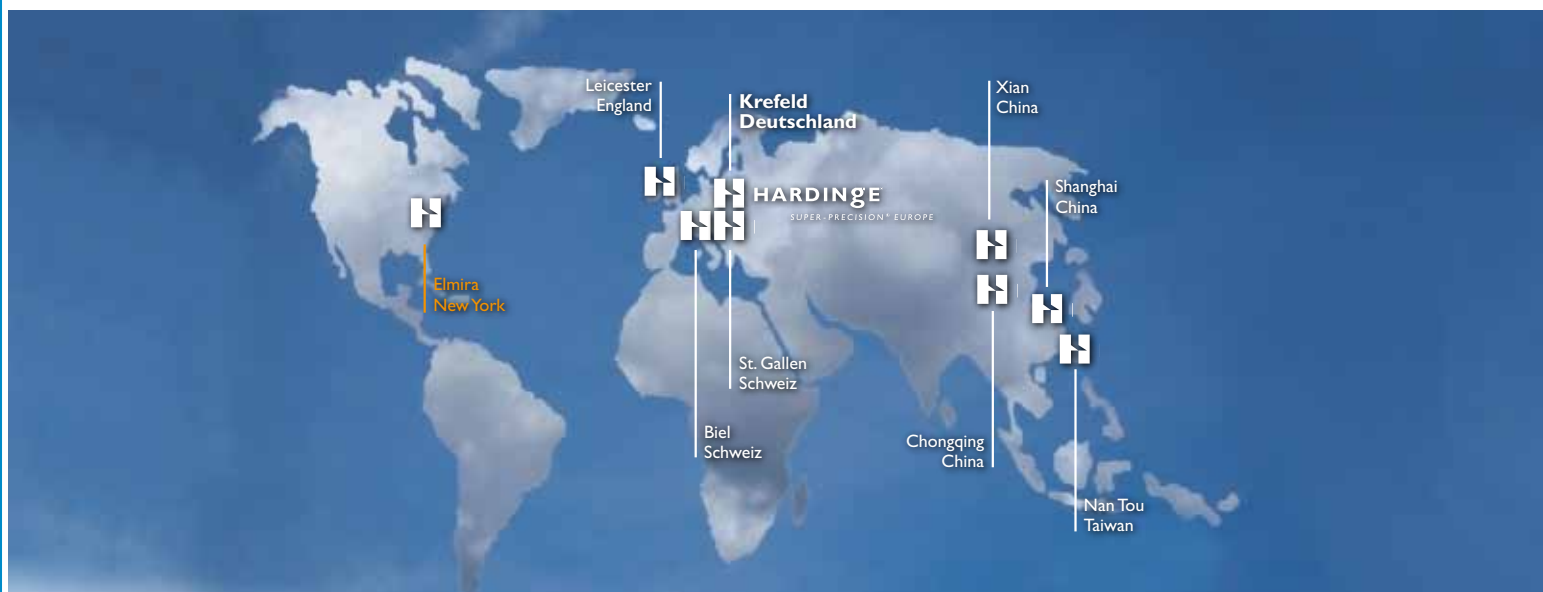 Leicester
England
Krefeld
Deutschland
Xian
China
Shanghai
China
HARDINGE
SUPER-PRECISION® EUROPE
Elmira
New York
St. Gallen
Schweiz
Biel
Schweiz
Chongqing
China
Nan Tou
Taiwan